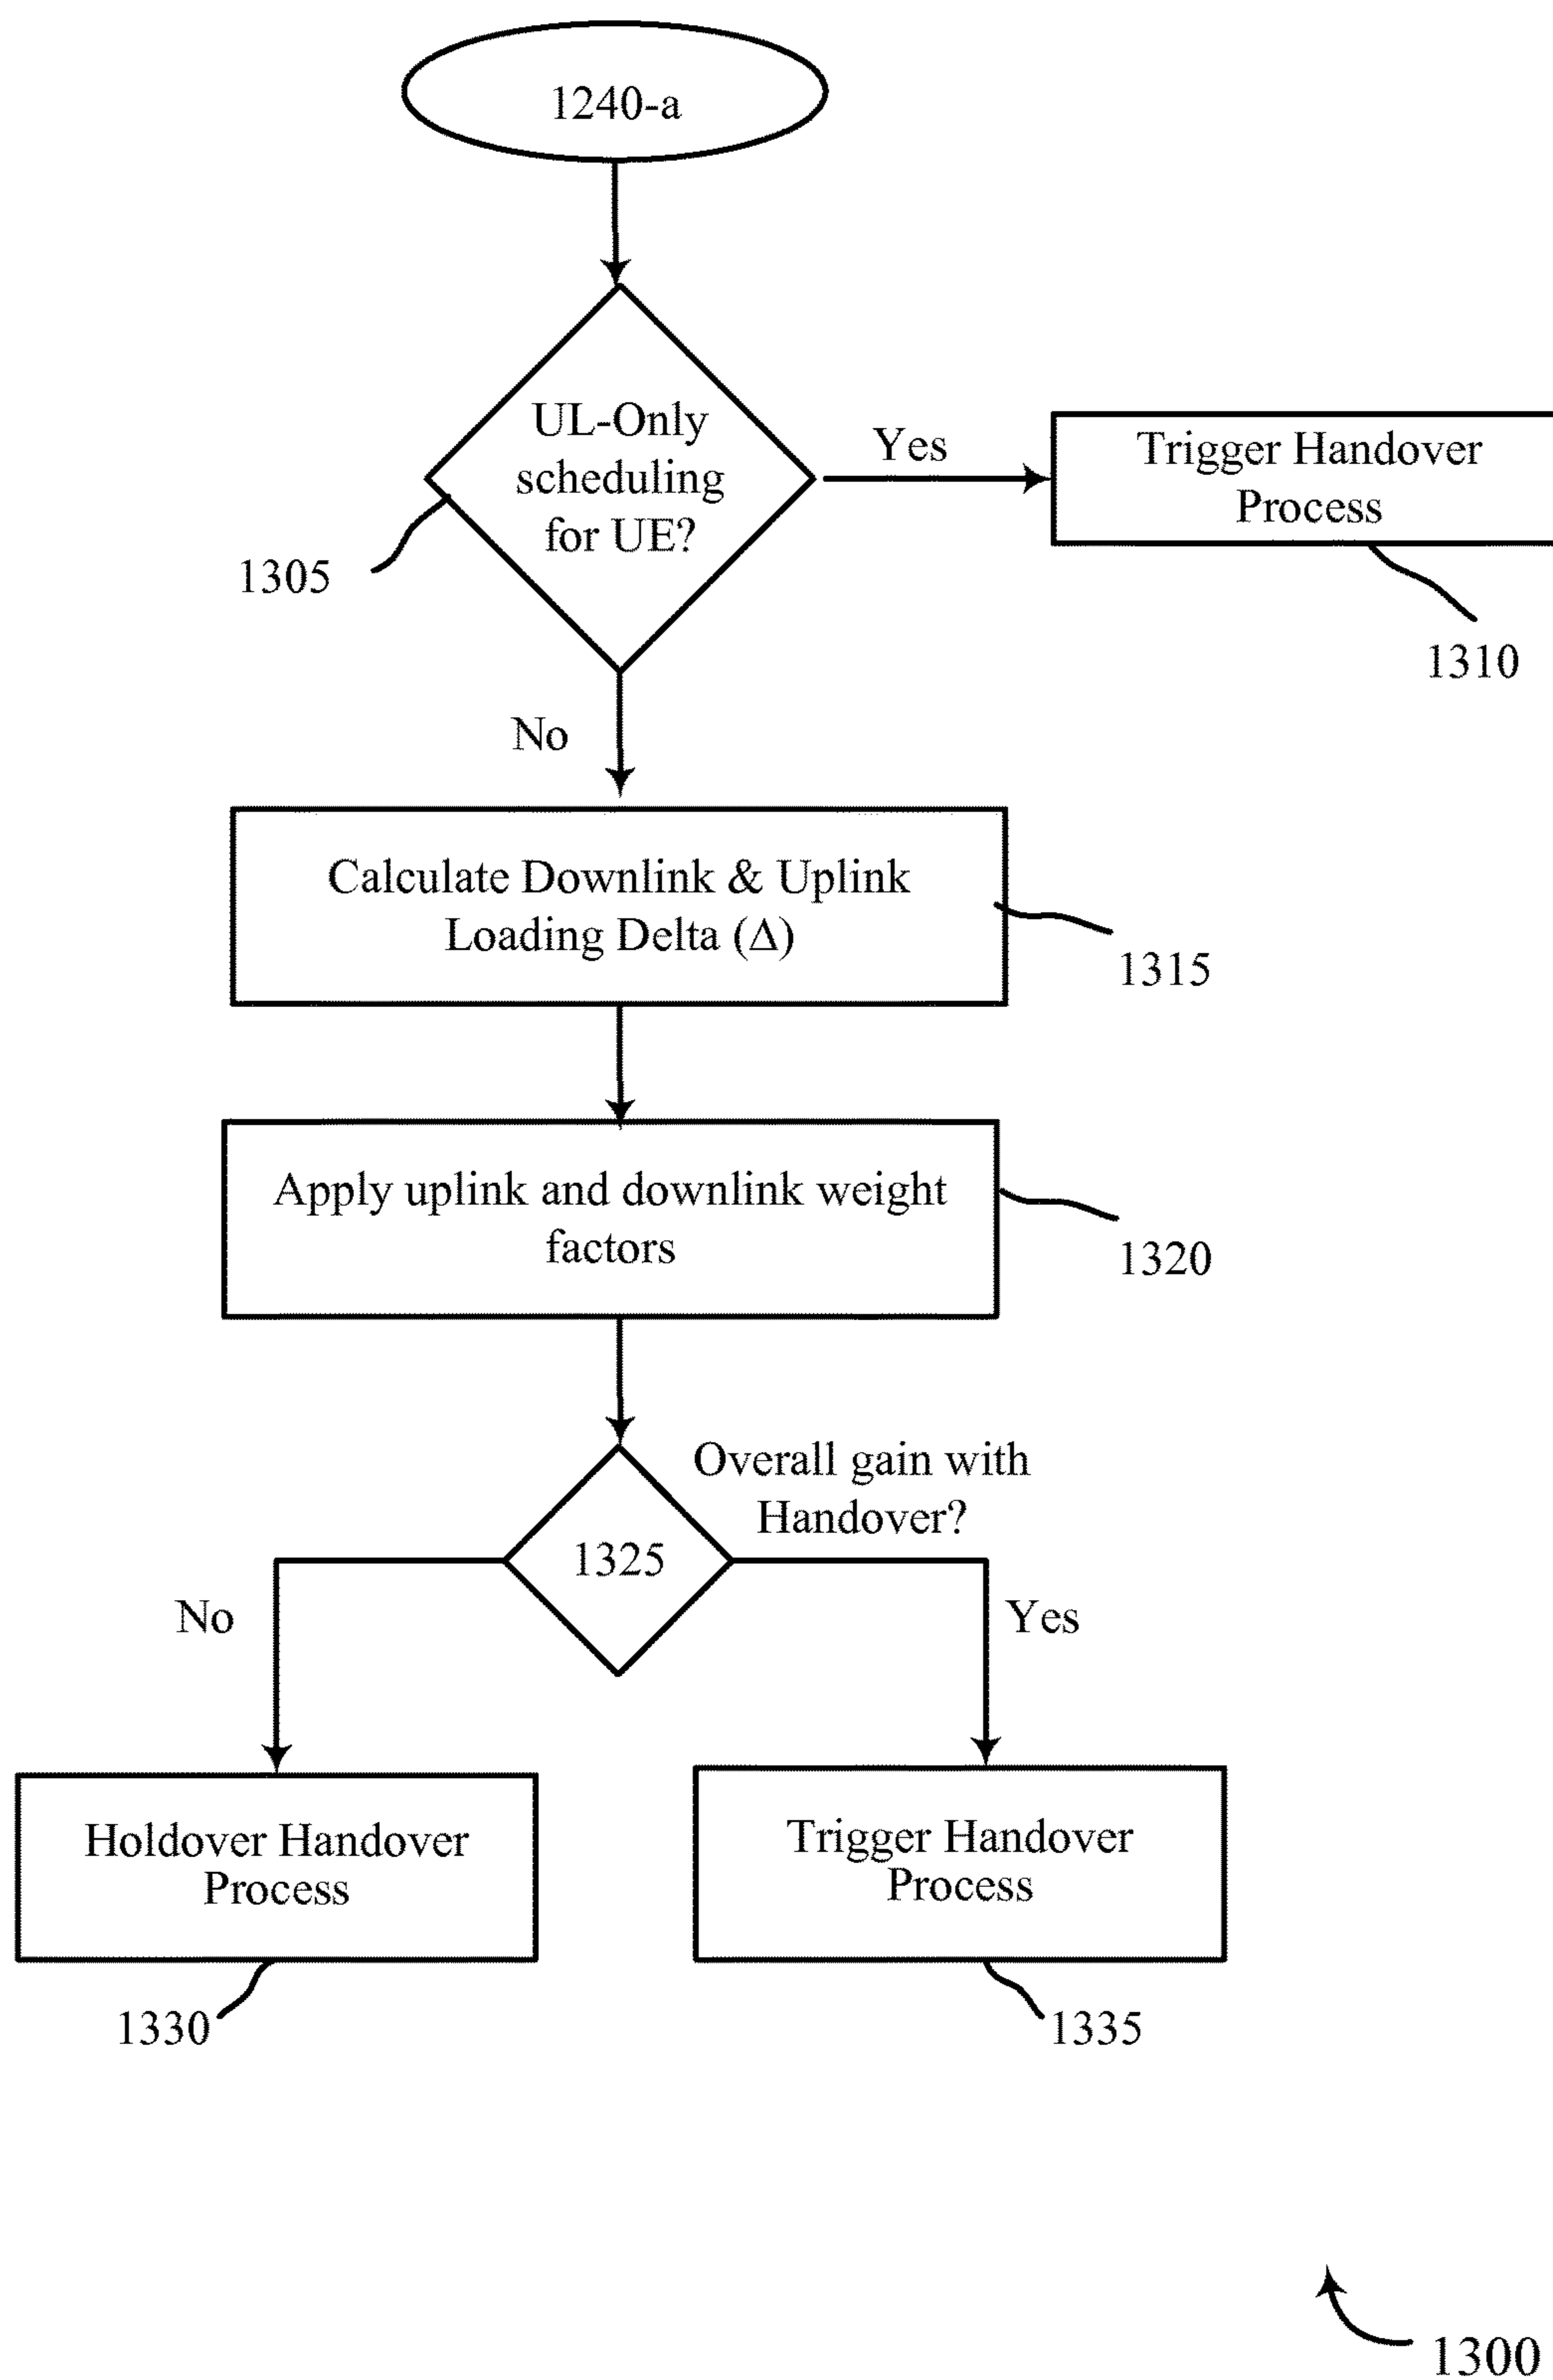 1240-a
UL-Only
scheduling
for UE?
Yes
Trigger Handover
Process
1305
1310
No
Calculate Downlink & Uplink
Loading Delta (Δ)
1315
Apply uplink and downlink weight
factors
1320
Overall gain with
Handover?
1325
No
Yes
Holdover Handover
Process
Trigger Handover
Process
1330
1335
1300